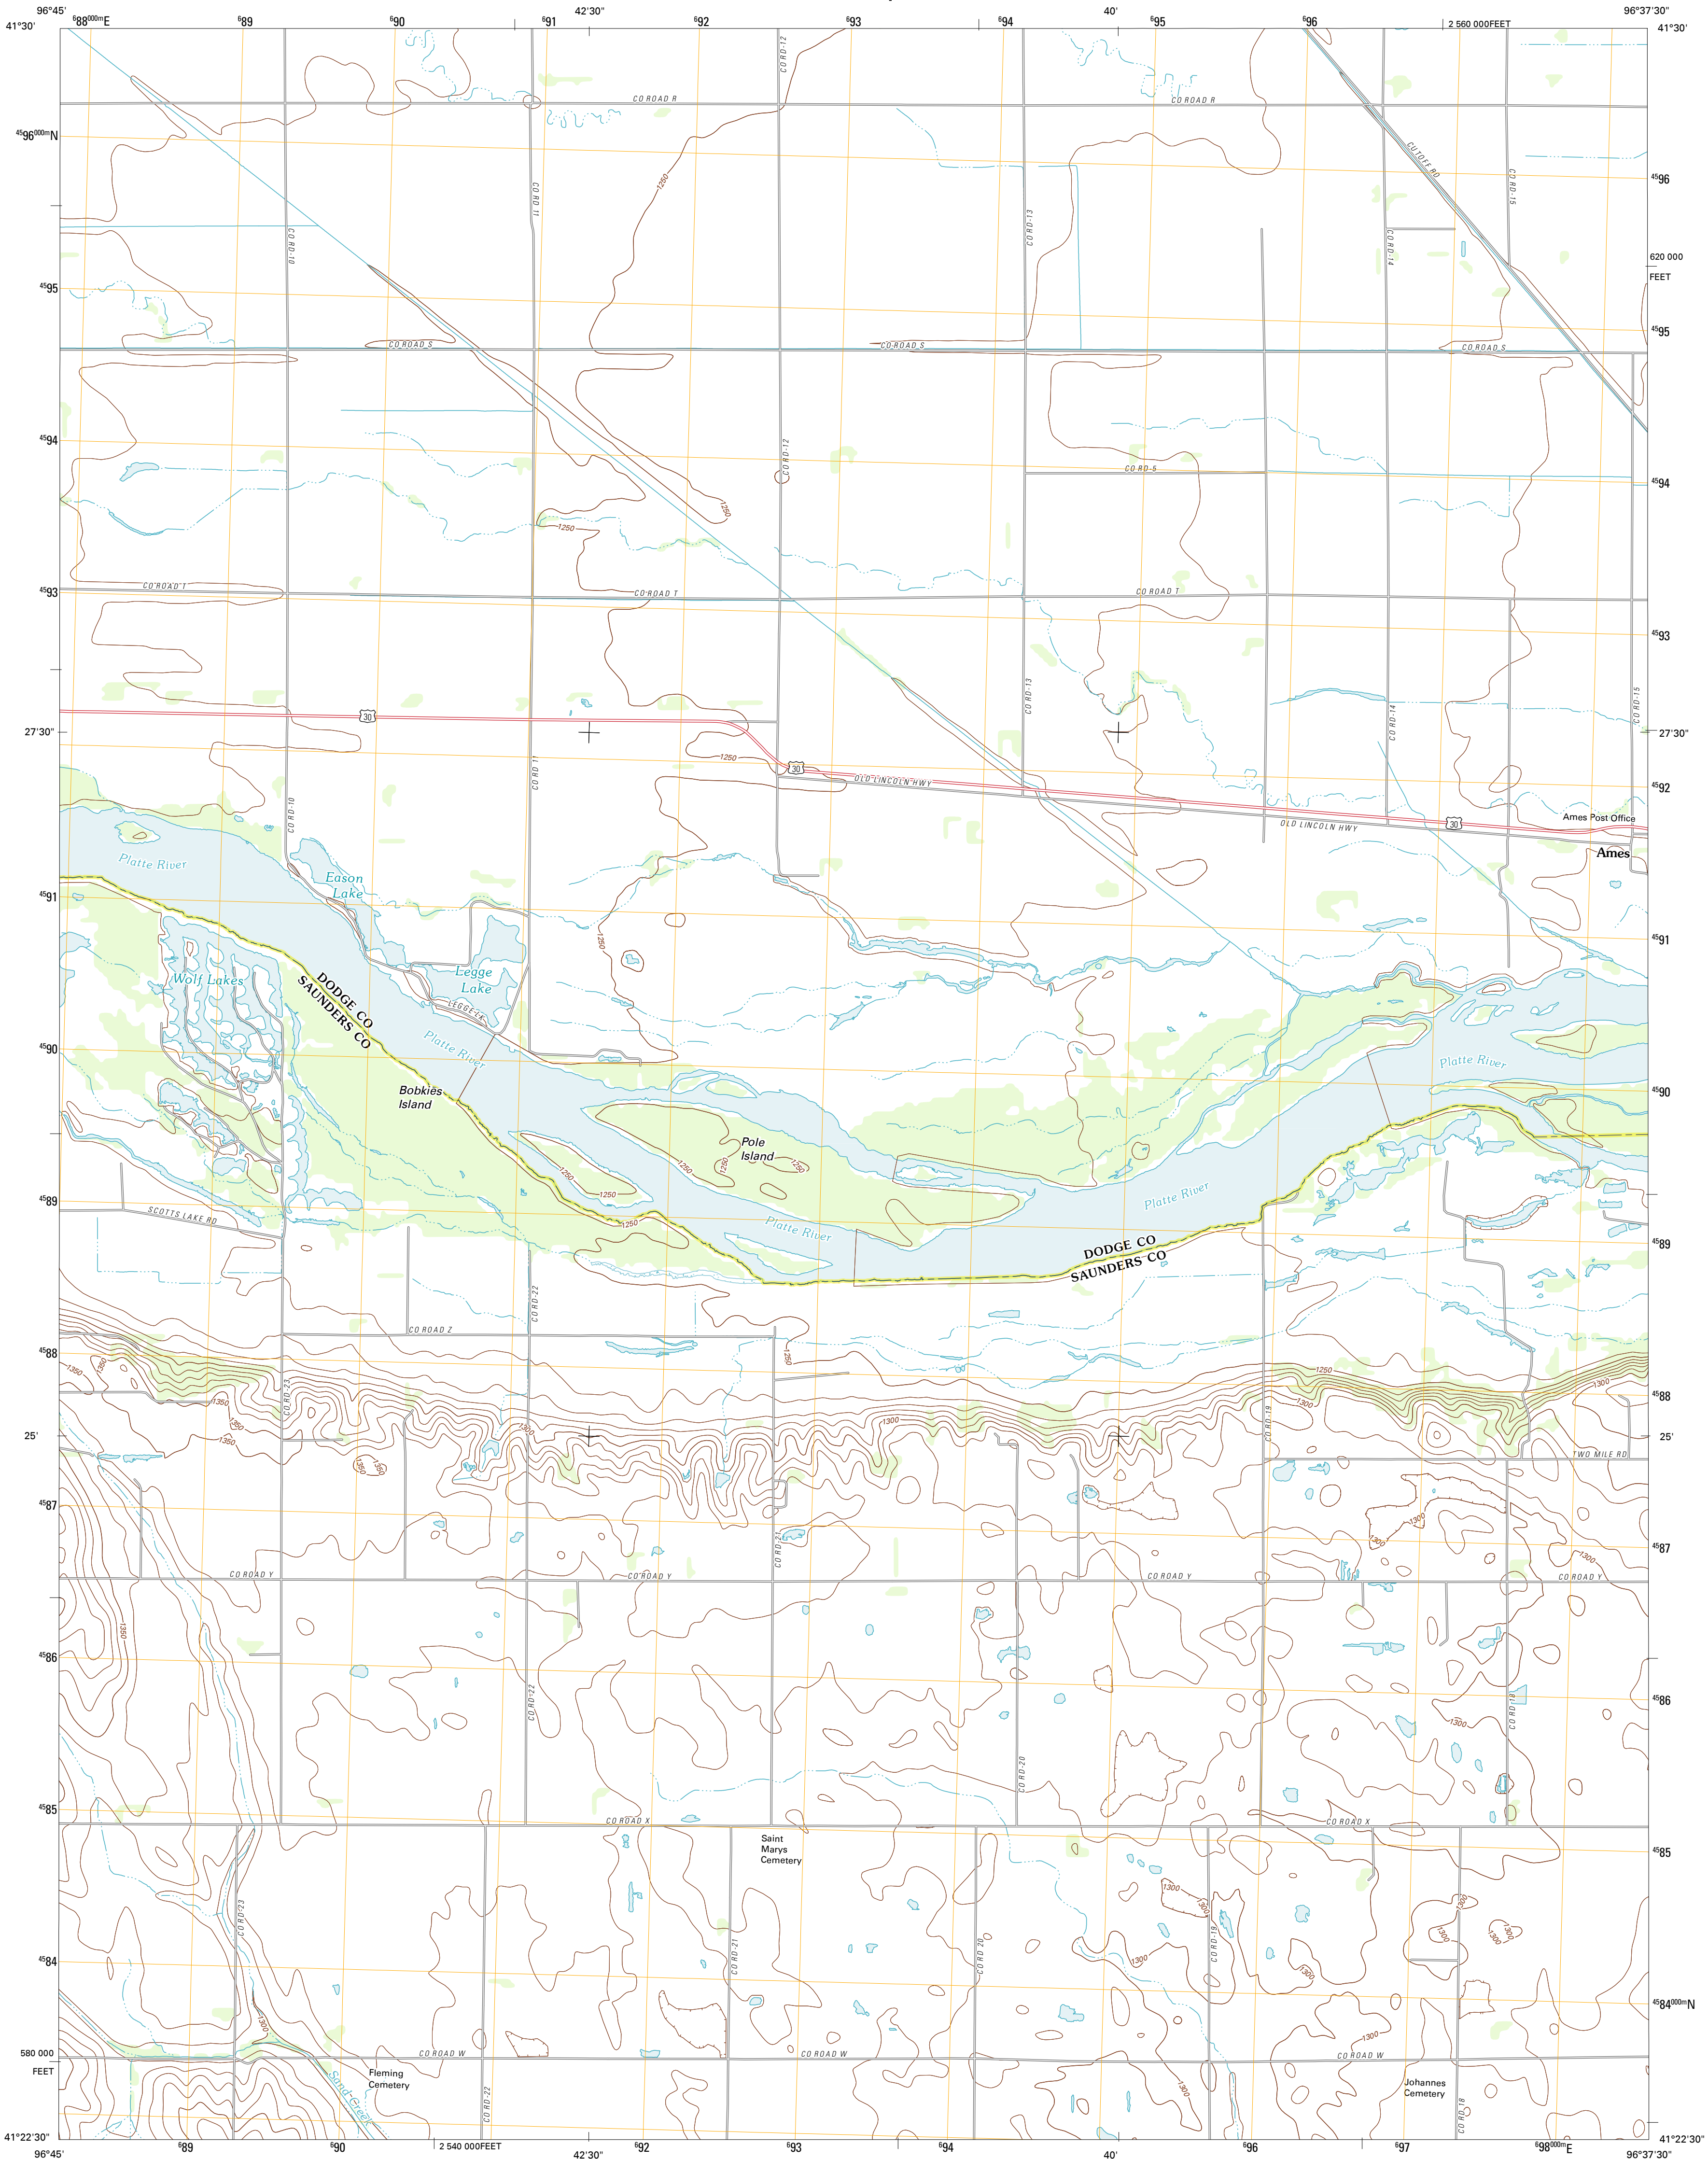 96°45'
688000mE
689
690
691
42'30"
692
693
694
40'
695
696
2 560 000FEET
96°37'30"
41°30'
41°30'
CO RD-12
CO ROAD R
CO ROAD R
4596000mN
CUTOFF RD
4596
1250
CO RD 11
CO RD-15
CO RD-13
CO RD-10
CO RD-14
620 000
FEET
4595
4595
CO ROAD S
CO ROAD S
CO ROAD S
4594
CO RD-12
CO RD-5
4594
1250
1250
4593
CO ROAD T
CO ROAD T
CO ROAD T
4593
CO RD-13
CO RD-14
CO RD-15
30
27'30"
27'30"
1250
CO RD 11
30
OLD LINCOLN HWY
4592
CO RD-10
OLD LINCOLN HWY
30
Ames Post Office
Ames
Platte River
Eason
Lake
4591
1250
4591
Wolf Lakes
Legge
Lake
DODGE CO
SAUNDERS CO
LEGGE LK
Platte River
4590
Platte River
Bobkies
Island
4590
Pole
Island
1250
1250
1250
1250
1250
4589
Platte River
SCOTTS LAKE RD
1250
Platte River
DODGE CO
SAUNDERS CO
4589
CO RD-22
CO ROAD Z
4588
1250
1350
1350
1250
1300
4588
CO RD-23
1350
1350
1350
1300
1300
1300
CO RD-19
25'
25'
1350
1350
TWO MILE RD
4587
1300
1300
CO RD-21
1300
4587
CO ROAD Y
CO ROAD Y
CO ROAD Y
CO ROAD Y
1350
4586
CO RD-22
CO RD-18
4586
1300
CO RD-20
4585
CO ROAD X
CO ROAD X
Saint
Marys
Cemetery
4585
1300
1300
1300
CO RD-23
1300
1300
CO RD-21
CO RD 20
CO RD-19
1300
4584
1300
4584000mN
1300
1300
580 000
FEET
CO ROAD W
CO ROAD W
CO ROAD W
Fleming
Cemetery
Sand Creek
CO RD-22
1300
Johannes
Cemetery
CO RD-18
41°22'30"
41°22'30"
96°45'
689
690
2 540 000FEET
42'30"
692
693
694
40'
696
697
698000mE
96°37'30"